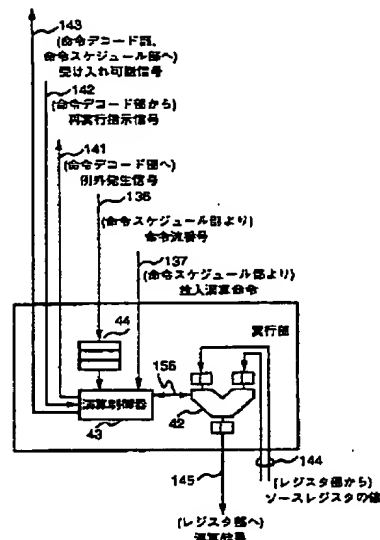 143
(命令デコード部、
命令スケジュール部へ)
受け入れ可能信号
142
(命令デコード部から)
再実行指示信号
141
(命令デコード部へ)
例外発生信号
136
(命令スケジュール部より)
命令流番号
137
(命令スケジュール部より)
投入演算命令
44
実行部
156
演算制御器
43
42
144
145
(レジスタ部から)
ソースレジスタの値
(レジスタ部へ)
演算結果